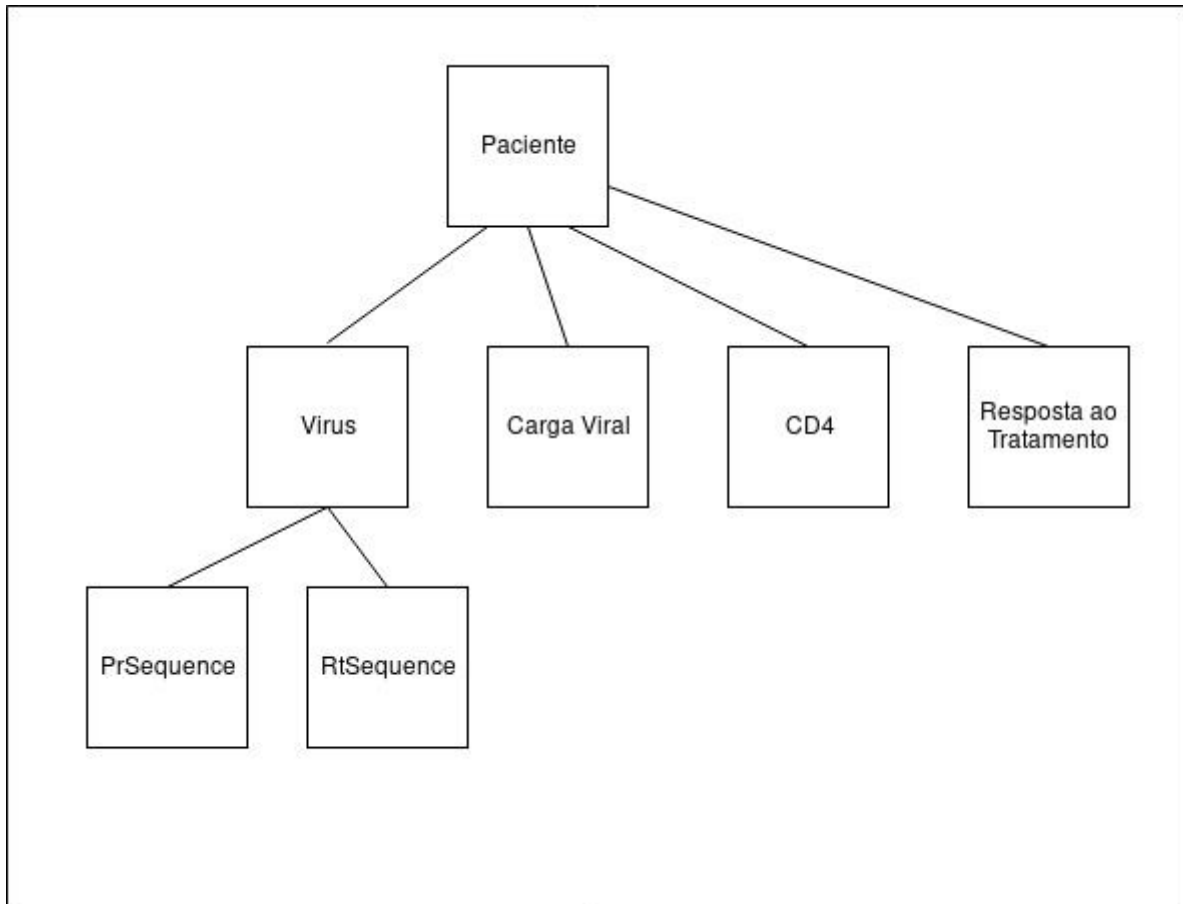 Paciente
Virus
Carga Viral
CD4
Resposta ao
Tratamento
PrSequence
RtSequence